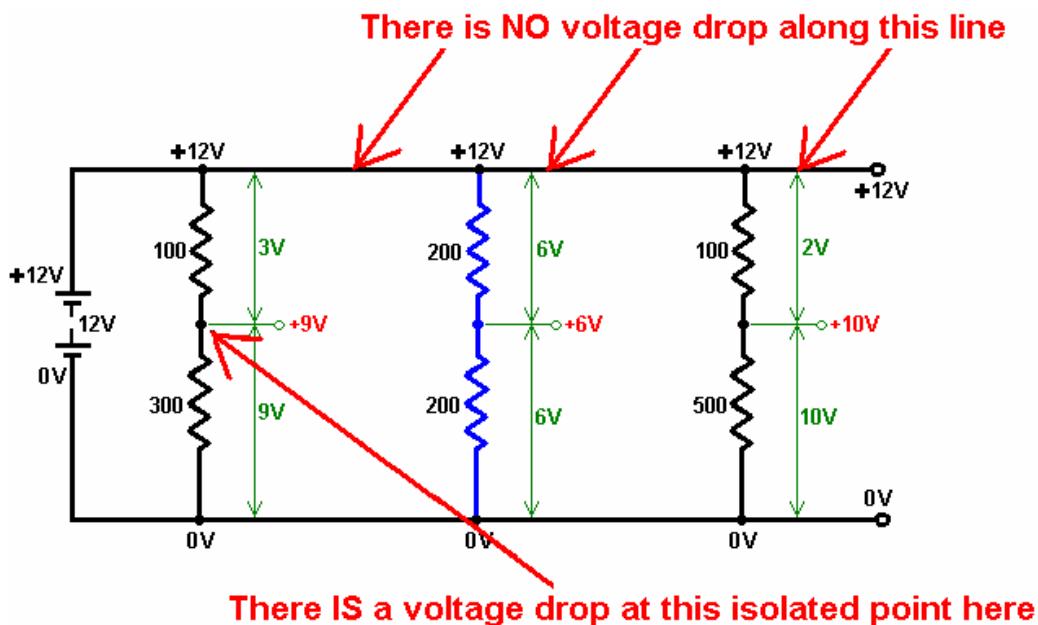 There is NO voltage drop along this line
+12V +12V +12V
+12V
100 3V 200 6V 100 2V
+12V
12V +9V +6V +10V
0V
300 9V 200 6V 500 10V
0V
0V 0V 0V
There IS a voltage drop at this isolated point here